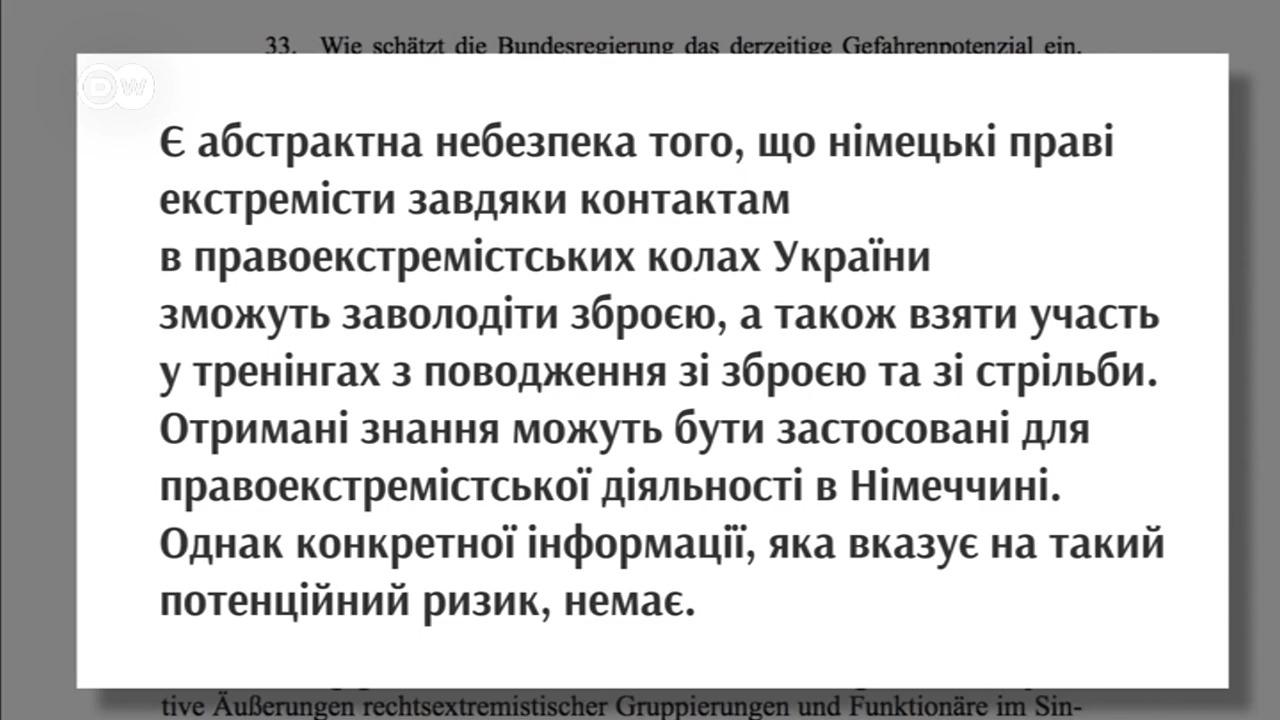 33. Wie schätzt die Bundesregierung das derzeitige Gefahrenpotenzial ein,
DW
Є абстрактна небезпека того, що німецькі праві
екстремісти завдяки контактам
в правоекстремістських колах України
зможуть заволодіти зброєю, а також взяти участь
у тренінгах з поводження зі зброєю та зі стрільби.
Отримані знання можуть бути застосовані для
правоекстремістської діяльності в Німеччині.
Однак конкретної інформації, яка вказує на такий
потенційний ризик, немає.
tive Äußerungen rechtsextremistischer Gruppierungen und Funktionäre im Sin-